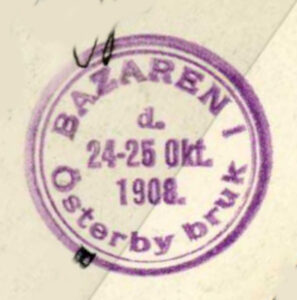 BAZAREN I
d.
24-25 Okt.
1908.
Österby bruk